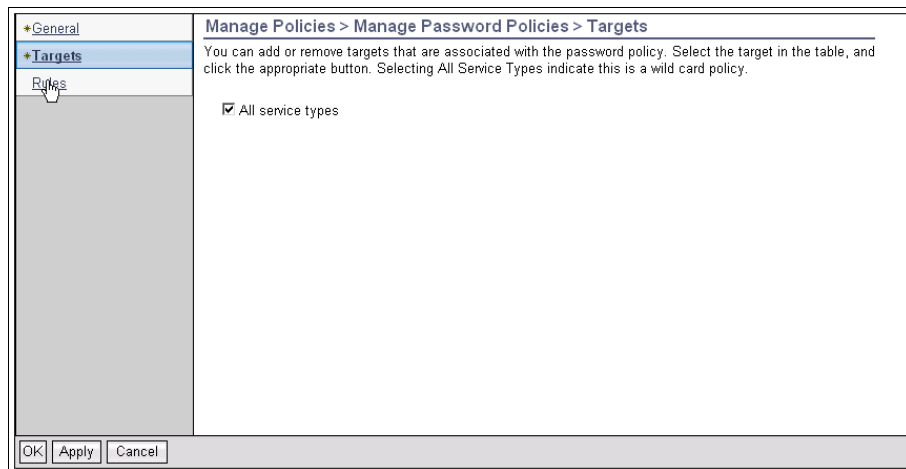 *General
*Targets
Rules
Manage Policies > Manage Password Policies > Targets
You can add or remove targets that are associated with the password policy. Select the target in the table, and
click the appropriate button. Selecting All Service Types indicate this is a wild card policy.
All service types
OK Apply Cancel